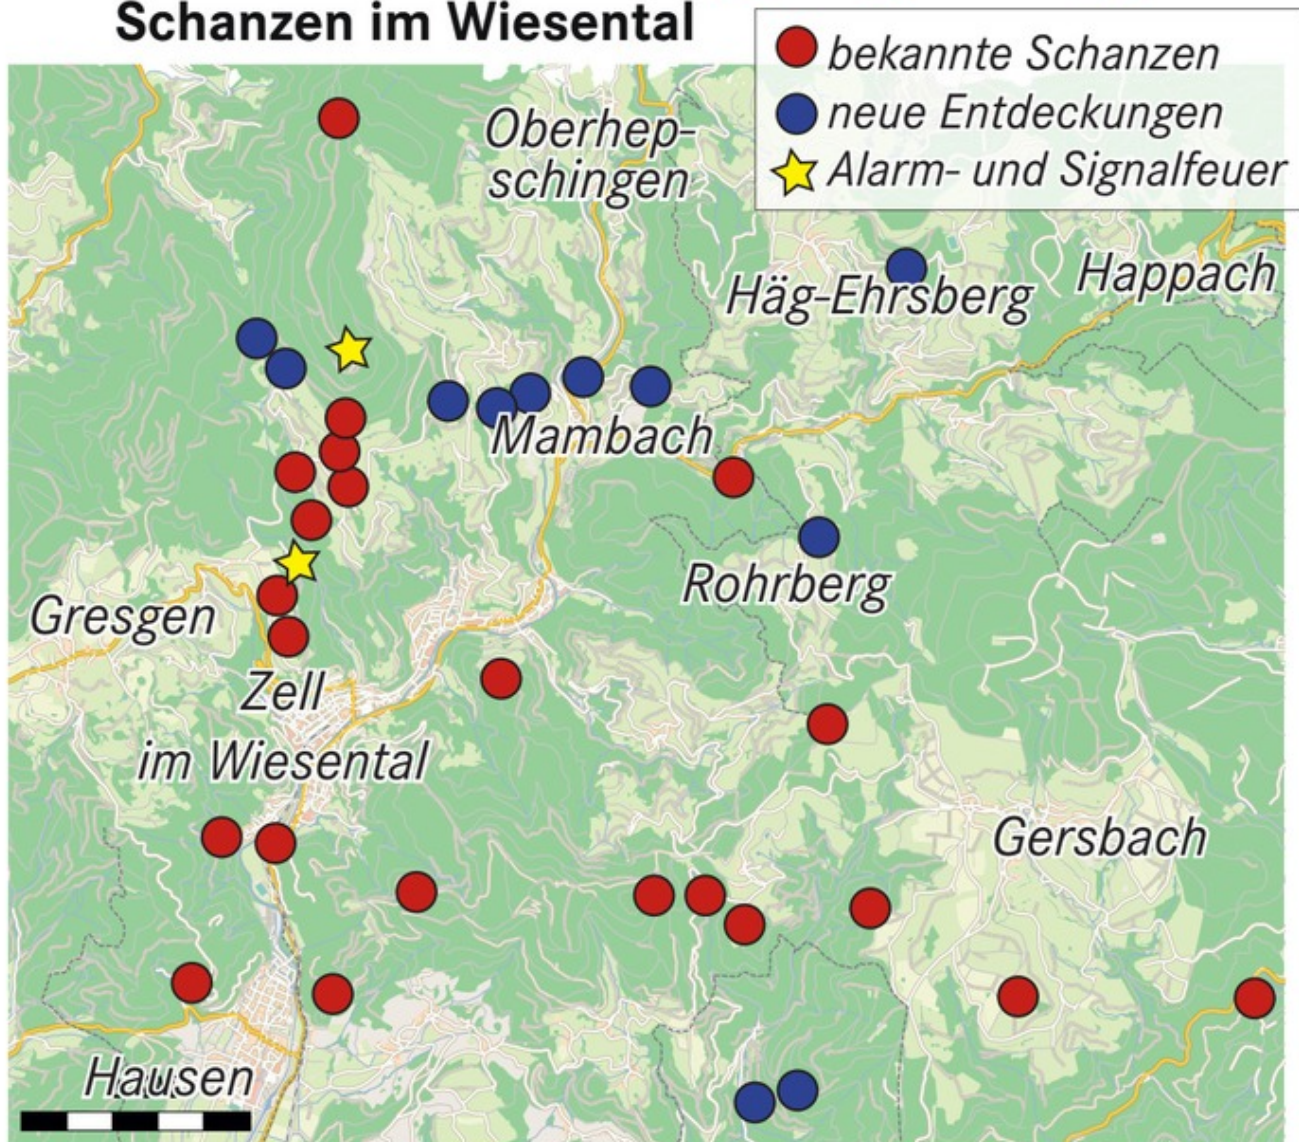 Schanzen im Wiesental
bekannte Schanzen
neue Entdeckungen
Alarm- und Signalfeuer
Oberhep-
schingen
Häg-Ehrsberg
Happach
Mambach
Rohrberg
Gresgen
Zell
im Wiesental
Gersbach
Hausen